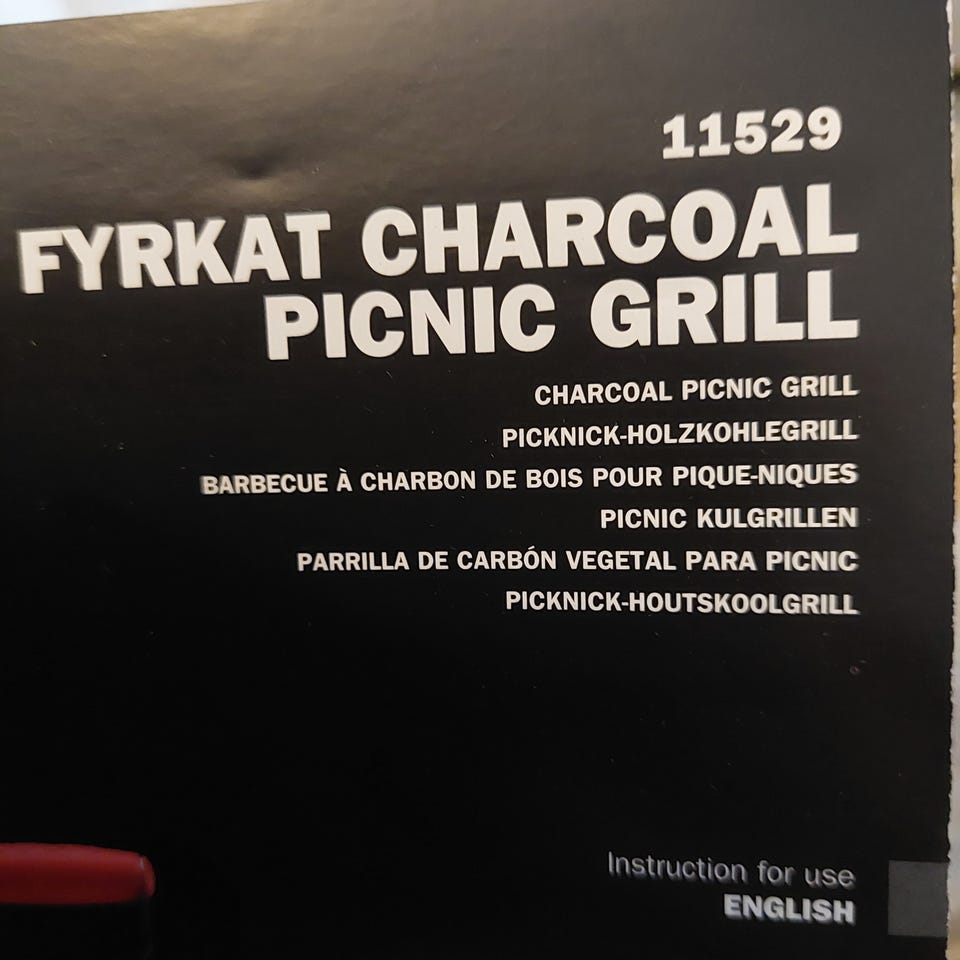 11529
FYRKAT CHARCOAL
PICNIC GRILL
CHARCOAL PICNIC GRILL
PICKNICK-HOLZKOHLEGRILL
BARBECUE À CHARBON DE BOIS POUR PIQUE-NIQUES
PICNIC KULGRILLEN
PARRILLA DE CARBÓN VEGETAL PARA PICNIC
PICKNICK-HOUTSKOOLGRILL
Instruction for use
ENGLISH